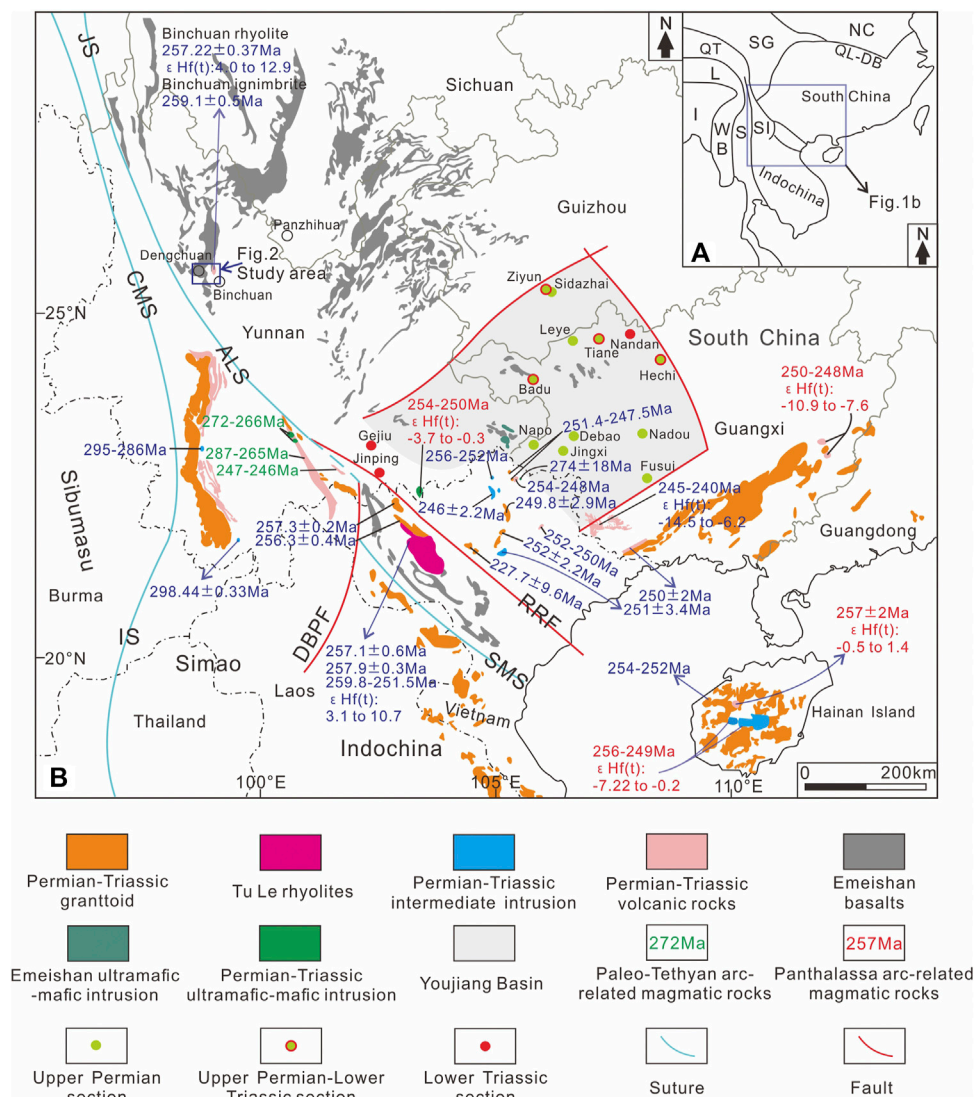 JS
Binchuan rhyolite
257.22±0.37Ma
ε Hf(t):4.0 to 12.9
Binchuan ignimbrite
259.1±0.5Ma
Sichuan
N
NC
SG
QT
QL-DB
L
South China
I
W
B
S
SI
Indochina
Fig.1b
A
N
Guizhou
Panzhihua
Dengchuan
Fig.2
Study area
Binchuan
CMS
25°N
Yunnan
ALS
Ziyun
Sidazhai
Leye
Tiane
Nandan
Hechi
Badu
South China
250-248Ma
ε Hf(t):
-10.9 to -7.6
Guangxi
254-250Ma
ε Hf(t):
-3.7 to -0.3
272-266Ma
295-286Ma
287-265Ma
247-246Ma
Gejiu
Jinping
256-252Ma
Napo
251.4-247.5Ma
Debao
Jingxi
Nadou
274±18Ma
Fusui
254-248Ma
249.8±2.9Ma
246±2.2Ma
245-240Ma
ε Hf(t):
-14.5 to -6.2
Guangdong
Sibumasu
257.3±0.2Ma
256.3±0.4Ma
252-250Ma
252±2.2Ma
227.7±9.6Ma
298.44±0.33Ma
250±2Ma
251±3.4Ma
Burma
IS
Simao
DBPF
RRF
257±2Ma
ε Hf(t):
-0.5 to 1.4
20°N
257.1±0.6Ma
257.9±0.3Ma
259.8-251.5Ma
ε Hf(t):
3.1 to 10.7
SMS
Laos
254-252Ma
Thailand
Vietnam
Hainan Island
Indochina
256-249Ma
ε Hf(t):
-7.22 to -0.2
B
100°E
105°E
110°E
0 200km
Permian-Triassic
granttoid
Tu Le rhyolites
Permian-Triassic
intermediate intrusion
Permian-Triassic
volcanic rocks
Emeishan
basalts
272Ma
257Ma
Emeishan ultramafic
-mafic intrusion
Permian-Triassic
ultramafic-mafic intrusion
Youjiang Basin
Paleo-Tethyan arc-
related magmatic rocks
Panthalassa arc-related
magmatic rocks
Upper Permian
section
Upper Permian-Lower
Triassic section
Lower Triassic
section
Suture
Fault